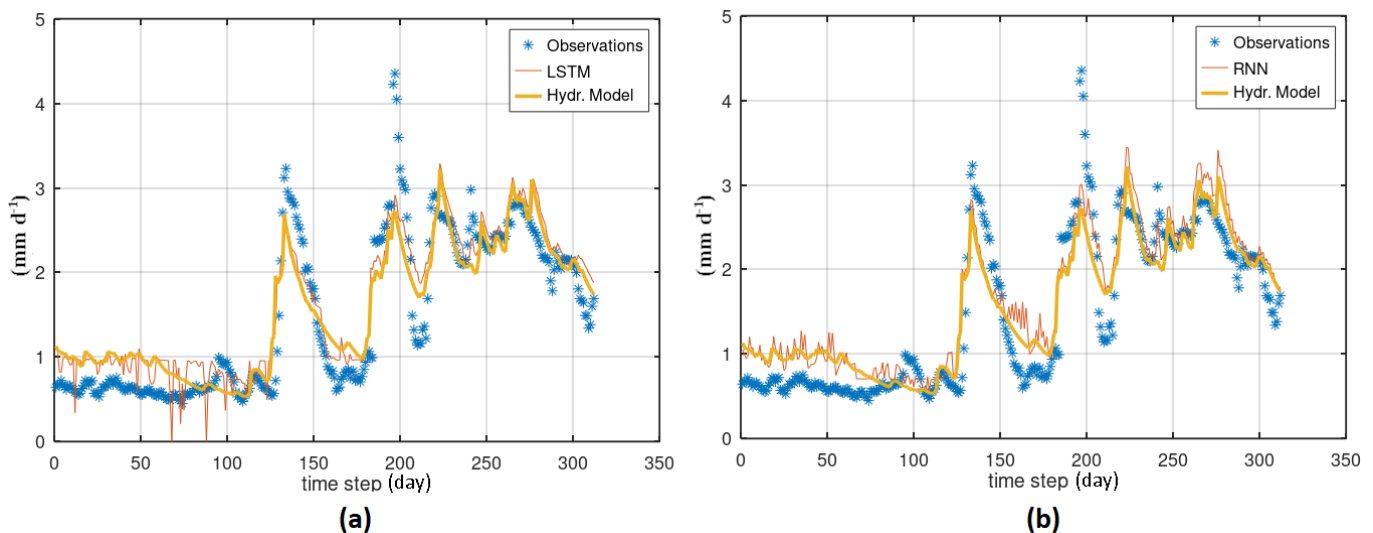 5
4
3
2
1
0
(mm d⁻¹)
Observations
LSTM
Hydr. Model
0 50 100 150 200 250 300 350
time step (day)
(a)
5
4
3
2
1
0
(mm d⁻¹)
Observations
RNN
Hydr. Model
0 50 100 150 200 250 300 350
time step (day)
(b)